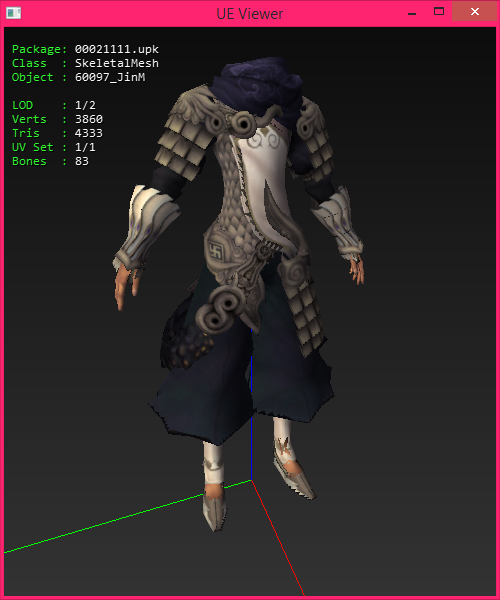 UE Viewer
Package: 00021111.upk
Class : SkeletalMesh
Object : 60097_JinM
LOD : 1/2
Verts : 3860
Tris : 4333
UV Set : 1/1
Bones : 83